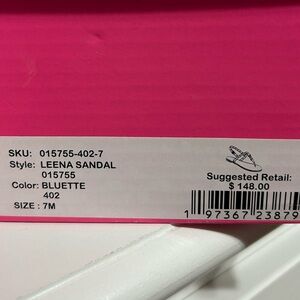 SKU: 015755-402-7
Style: LEENA SANDAL
015755
Color: BLUETTE
402
SIZE : 7M
Suggested Retail:
$ 148.00
1 97367 23879